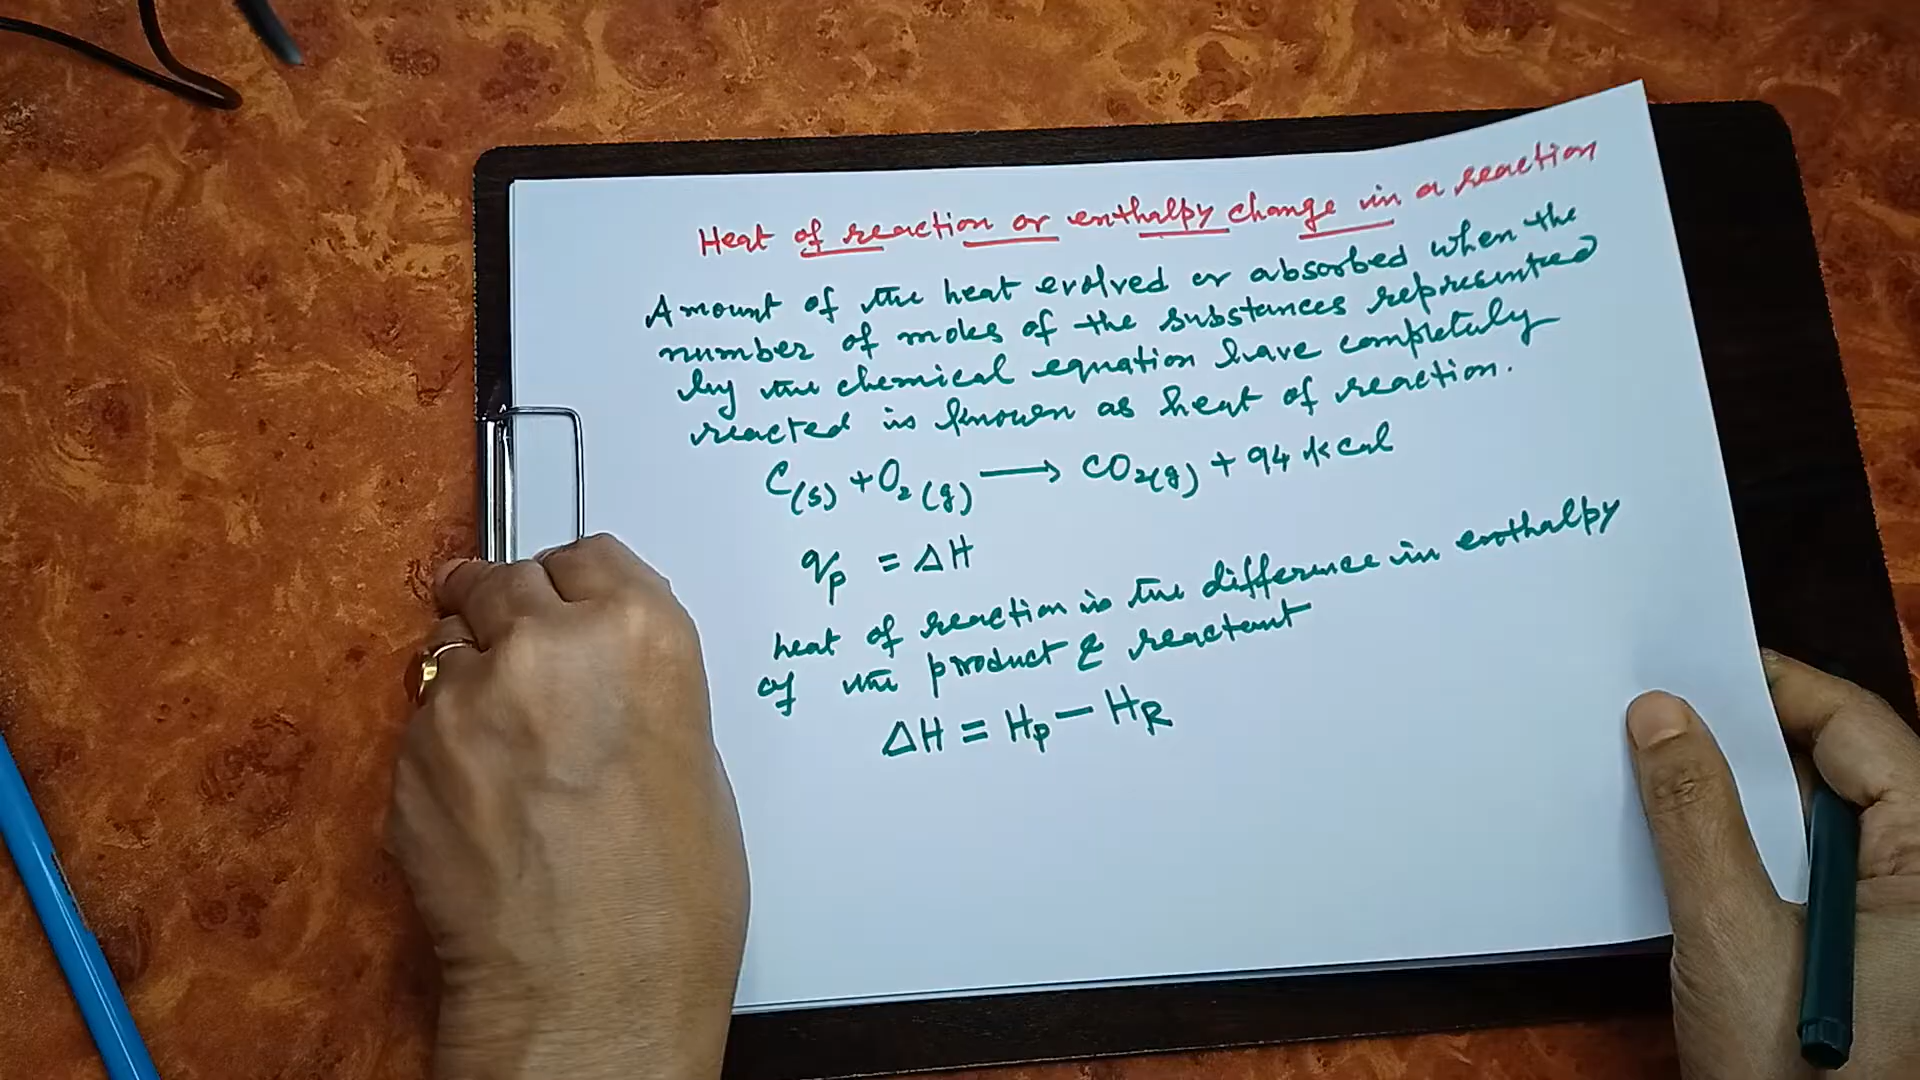 Heat of reaction or enthalpy change in a reaction
Amount of the heat evolved or absorbed when the
number of moles of the substances represented
by the chemical equation have completely
reacted is known as heat of reaction.
C(s) + O₂(g) ⟶ CO₂(g) + 94 kcal
qₚ = ΔH
heat of reaction is the difference in enthalpy
of the product & reactant
ΔH = Hₚ – H_R